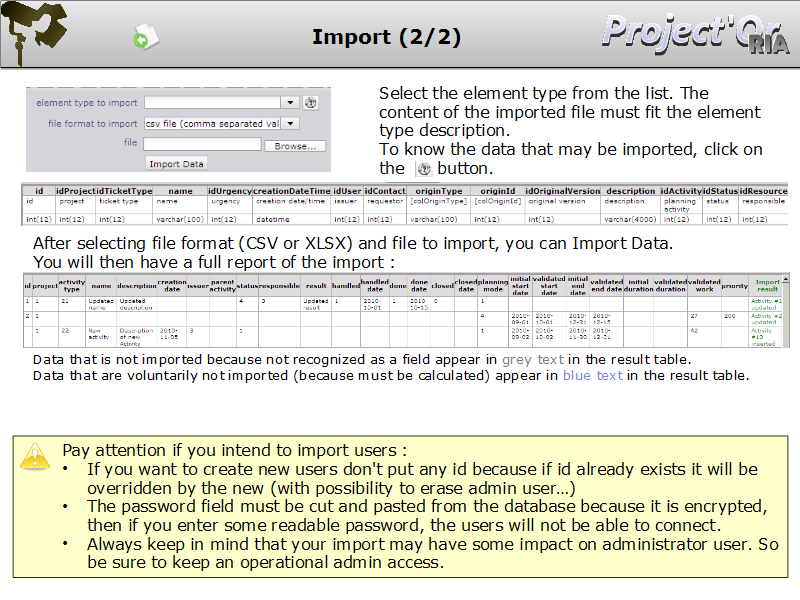 Import (2/2)
Project'Or
RIA
element type to import
file format to import csv file (comma separated val
file Browse...
Import Data
Select the element type from the list. The
content of the imported file must fit the element
type description.
To know the data that may be imported, click on
the button.
id idProject idTicketType name idUrgency creationDateTime idUser idContact originType originId idOriginalVersion description idActivity idStatus idResource
id project ticket type name urgency creation date/time issuer requestor [colOriginType] [colOriginId] original version description planning activity status responsible
int(12) int(12) int(12) varchar(100) int(12) datetime int(12) int(12) varchar(100) int(12) int(12) varchar(4000) int(12) int(12) int(12)
After selecting file format (CSV or XLSX) and file to import, you can Import Data.
You will then have a full report of the import :
id project activity type name description creation date issuer parent activity status responsible result handled handled date done done date closed closed date planning mode initial start date validated start date initial end date validated end date initial duration validated duration validated work priority Import result
1 1 21 Updated name Updated description 4 3 Updated result 1 2010-10-01 1 2010-10-15 0 1 Activity #1 updated
2 1 4 2010-09-01 2010-10-01 2010-12-31 2010-12-15 27 200 Activity #2 updated
1 22 New activity Description of new Activity 2010-11-05 3 1 1 2010-09-02 2010-10-02 2010-11-30 2010-12-01 42 Activity #13 inserted
Data that is not imported because not recognized as a field appear in grey text in the result table.
Data that are voluntarily not imported (because must be calculated) appear in blue text in the result table.
Pay attention if you intend to import users :
• If you want to create new users don't put any id because if id already exists it will be
overridden by the new (with possibility to erase admin user…)
• The password field must be cut and pasted from the database because it is encrypted,
then if you enter some readable password, the users will not be able to connect.
• Always keep in mind that your import may have some impact on administrator user. So
be sure to keep an operational admin access.